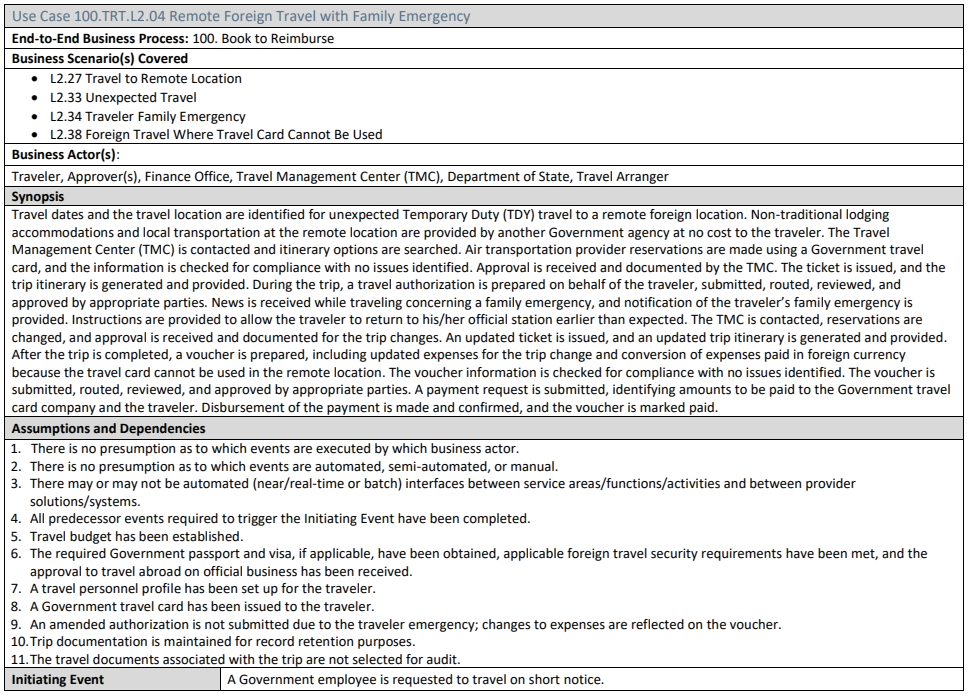 Use Case 100.TRT.L2.04 Remote Foreign Travel with Family Emergency
End-to-End Business Process: 100. Book to Reimburse
Business Scenario(s) Covered
• L2.27 Travel to Remote Location
• L2.33 Unexpected Travel
• L2.34 Traveler Family Emergency
• L2.38 Foreign Travel Where Travel Card Cannot Be Used
Business Actor(s):
Traveler, Approver(s), Finance Office, Travel Management Center (TMC), Department of State, Travel Arranger
Synopsis
Travel dates and the travel location are identified for unexpected Temporary Duty (TDY) travel to a remote foreign location. Non-traditional lodging
accommodations and local transportation at the remote location are provided by another Government agency at no cost to the traveler. The Travel
Management Center (TMC) is contacted and itinerary options are searched. Air transportation provider reservations are made using a Government travel
card, and the information is checked for compliance with no issues identified. Approval is received and documented by the TMC. The ticket is issued, and the
trip itinerary is generated and provided. During the trip, a travel authorization is prepared on behalf of the traveler, submitted, routed, reviewed, and
approved by appropriate parties. News is received while traveling concerning a family emergency, and notification of the traveler's family emergency is
provided. Instructions are provided to allow the traveler to return to his/her official station earlier than expected. The TMC is contacted, reservations are
changed, and approval is received and documented for the trip changes. An updated ticket is issued, and an updated trip itinerary is generated and provided.
After the trip is completed, a voucher is prepared, including updated expenses for the trip change and conversion of expenses paid in foreign currency
because the travel card cannot be used in the remote location. The voucher information is checked for compliance with no issues identified. The voucher is
submitted, routed, reviewed, and approved by appropriate parties. A payment request is submitted, identifying amounts to be paid to the Government travel
card company and the traveler. Disbursement of the payment is made and confirmed, and the voucher is marked paid.
Assumptions and Dependencies
1. There is no presumption as to which events are executed by which business actor.
2. There is no presumption as to which events are automated, semi-automated, or manual.
3. There may or may not be automated (near/real-time or batch) interfaces between service areas/functions/activities and between provider
solutions/systems.
4. All predecessor events required to trigger the Initiating Event have been completed.
5. Travel budget has been established.
6. The required Government passport and visa, if applicable, have been obtained, applicable foreign travel security requirements have been met, and the
approval to travel abroad on official business has been received.
7. A travel personnel profile has been set up for the traveler.
8. A Government travel card has been issued to the traveler.
9. An amended authorization is not submitted due to the traveler emergency; changes to expenses are reflected on the voucher.
10. Trip documentation is maintained for record retention purposes.
11. The travel documents associated with the trip are not selected for audit.
Initiating Event A Government employee is requested to travel on short notice.